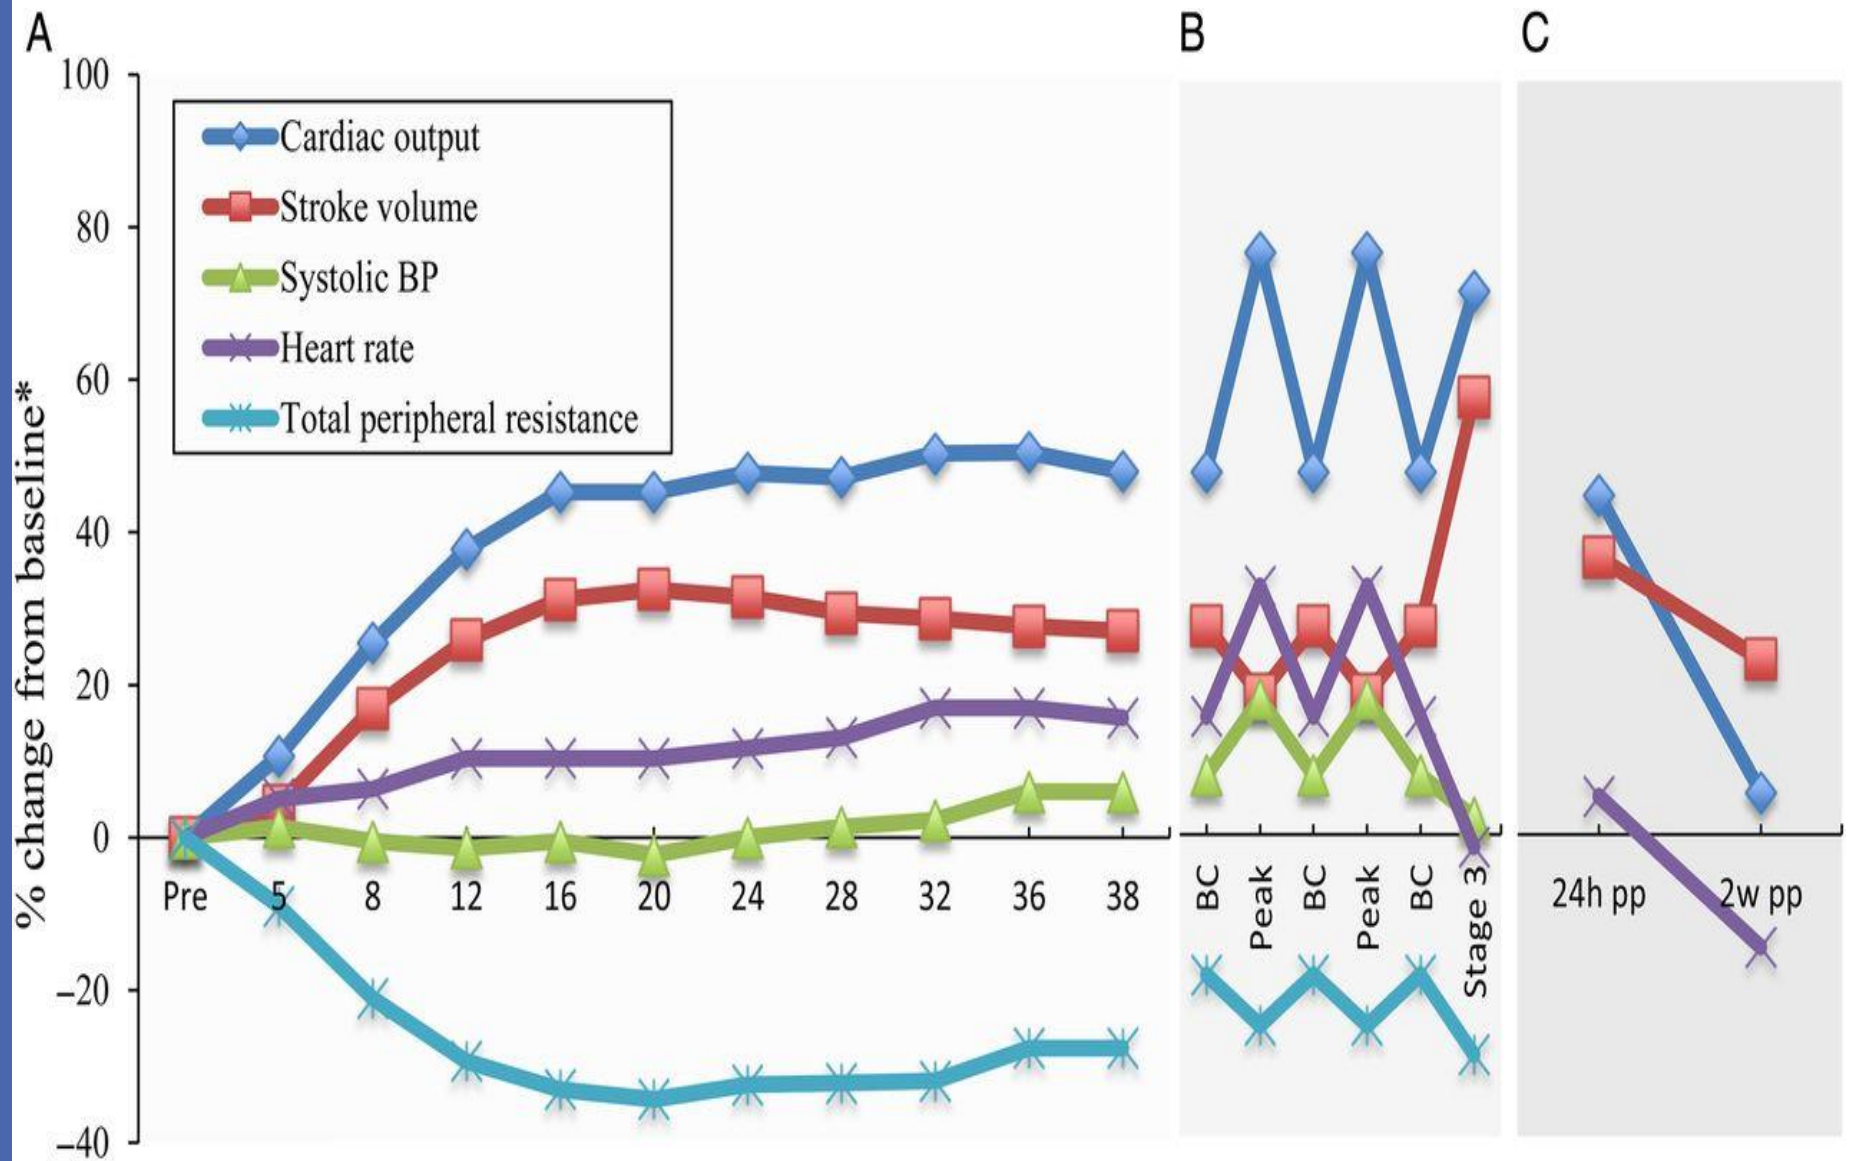 A
B
C
100
80
60
40
20
0
–20
–40
% change from baseline*
Cardiac output
Stroke volume
Systolic BP
Heart rate
Total peripheral resistance
Pre 5 8 12 16 20 24 28 32 36 38
BC Peak BC Peak BC Stage 3
24h pp 2w pp